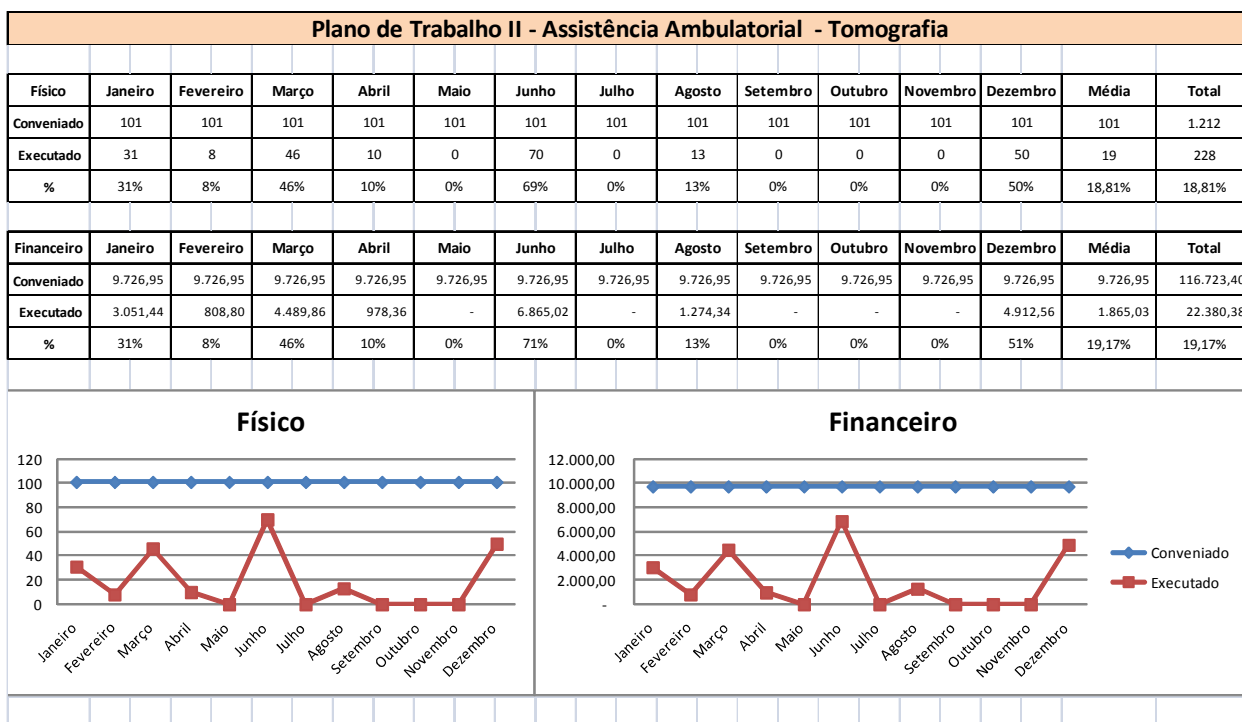 Plano de Trabalho II - Assistência Ambulatorial - Tomografia
Físico Janeiro Fevereiro Março Abril Maio Junho Julho Agosto Setembro Outubro Novembro Dezembro Média Total
Conveniado 101 101 101 101 101 101 101 101 101 101 101 101 101 1.212
Executado 31 8 46 10 0 70 0 13 0 0 0 50 19 228
% 31% 8% 46% 10% 0% 69% 0% 13% 0% 0% 0% 50% 18,81% 18,81%
Financeiro Janeiro Fevereiro Março Abril Maio Junho Julho Agosto Setembro Outubro Novembro Dezembro Média Total
Conveniado 9.726,95 9.726,95 9.726,95 9.726,95 9.726,95 9.726,95 9.726,95 9.726,95 9.726,95 9.726,95 9.726,95 9.726,95 9.726,95 116.723,40
Executado 3.051,44 808,80 4.489,86 978,36 - 6.865,02 - 1.274,34 - - - 4.912,56 1.865,03 22.380,38
% 31% 8% 46% 10% 0% 71% 0% 13% 0% 0% 0% 51% 19,17% 19,17%
Físico
120
100
80
60
40
20
0
Janeiro Fevereiro Março Abril Maio Junho Julho Agosto Setembro Outubro Novembro Dezembro
Financeiro
12.000,00
10.000,00
8.000,00
6.000,00
4.000,00
2.000,00
-
Janeiro Fevereiro Março Abril Maio Junho Julho Agosto Setembro Outubro Novembro Dezembro
Conveniado
Executado